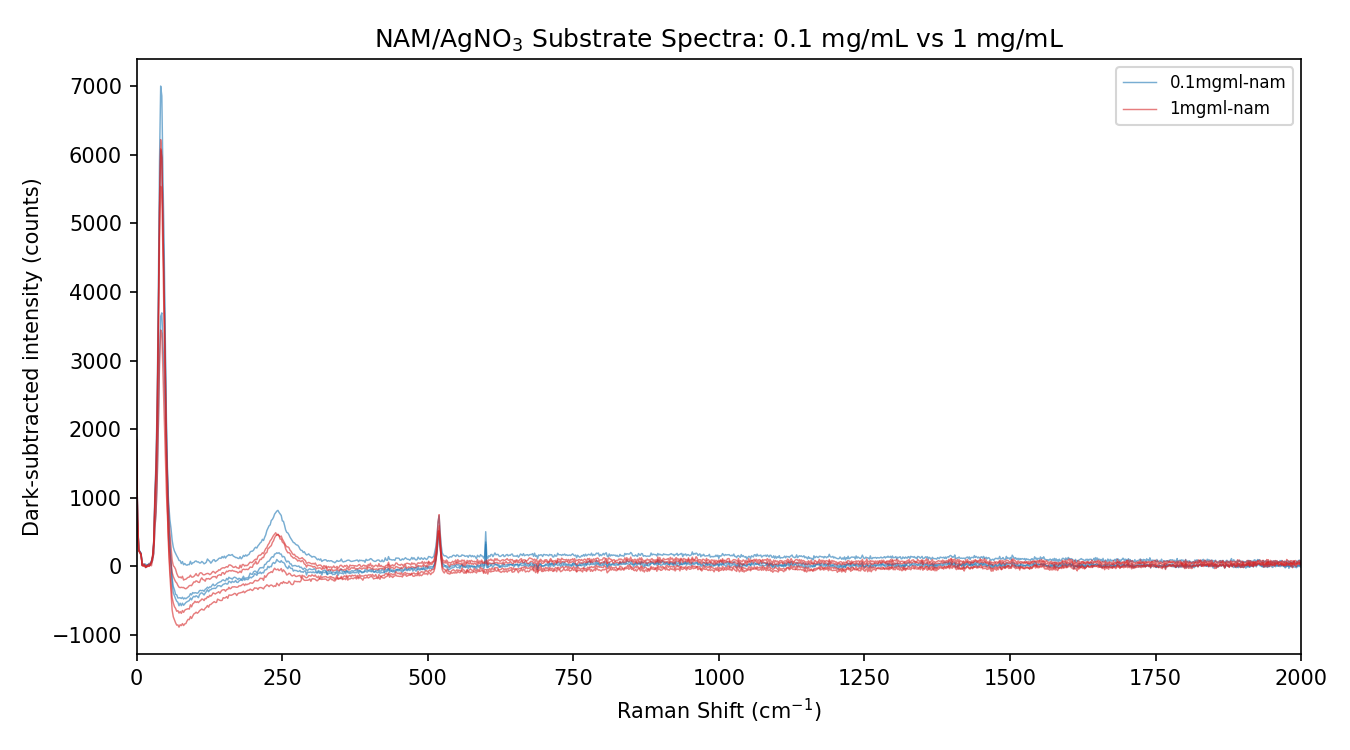 NAM/AgNO₃ Substrate Spectra: 0.1 mg/mL vs 1 mg/mL
0.1mgml-nam
1mgml-nam
7000
6000
5000
4000
3000
2000
1000
0
−1000
Dark-subtracted intensity (counts)
0 250 500 750 1000 1250 1500 1750 2000
Raman Shift (cm⁻¹)